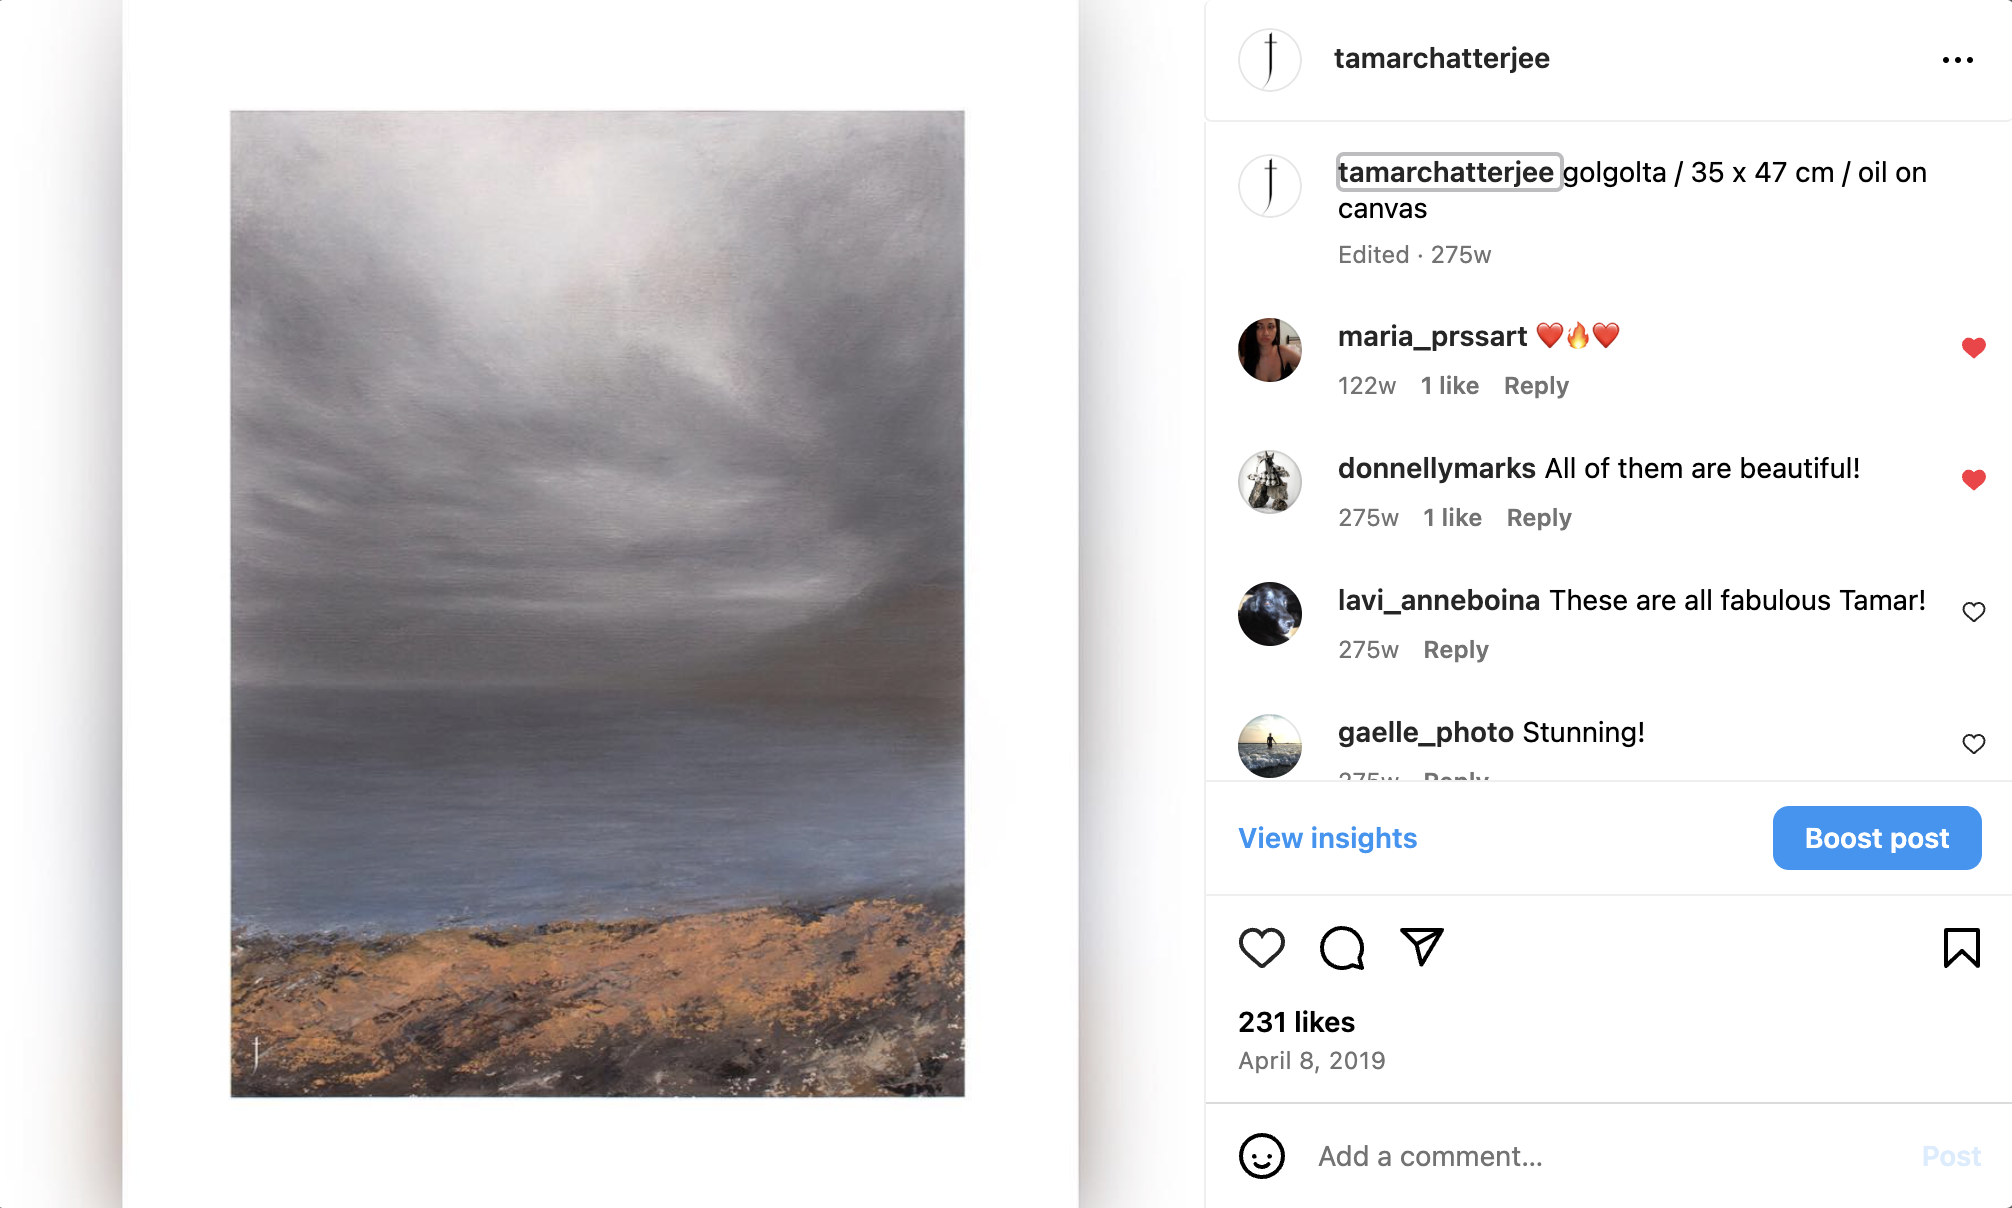 tamarchatterjee
tamarchatterjee golgolta / 35 x 47 cm / oil on
canvas
Edited · 275w
maria_prssart ❤️🔥❤️
122w 1 like Reply
donnellymarks All of them are beautiful!
275w 1 like Reply
lavi_anneboina These are all fabulous Tamar!
275w Reply
gaelle_photo Stunning!
275w Reply
View insights
Boost post
231 likes
April 8, 2019
Add a comment...
Post